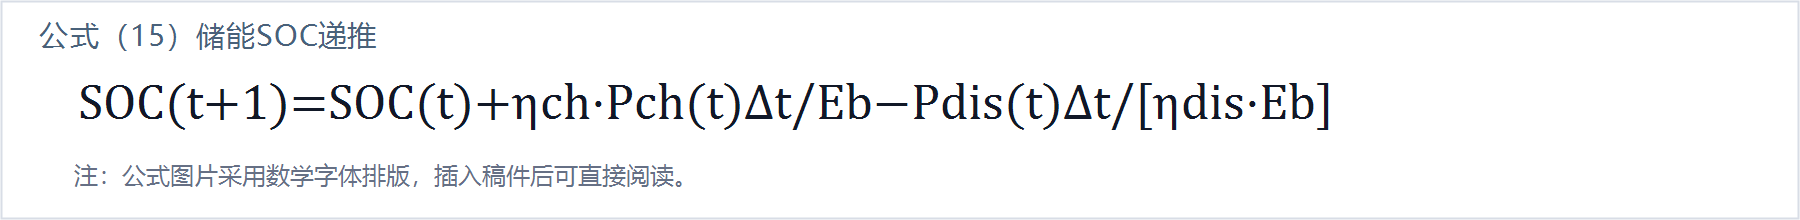 公式（15）储能SOC递推
SOC(t+1)=SOC(t)+ηch·Pch(t)Δt/Eb−Pdis(t)Δt/[ηdis·Eb]
注：公式图片采用数学字体排版，插入稿件后可直接阅读。